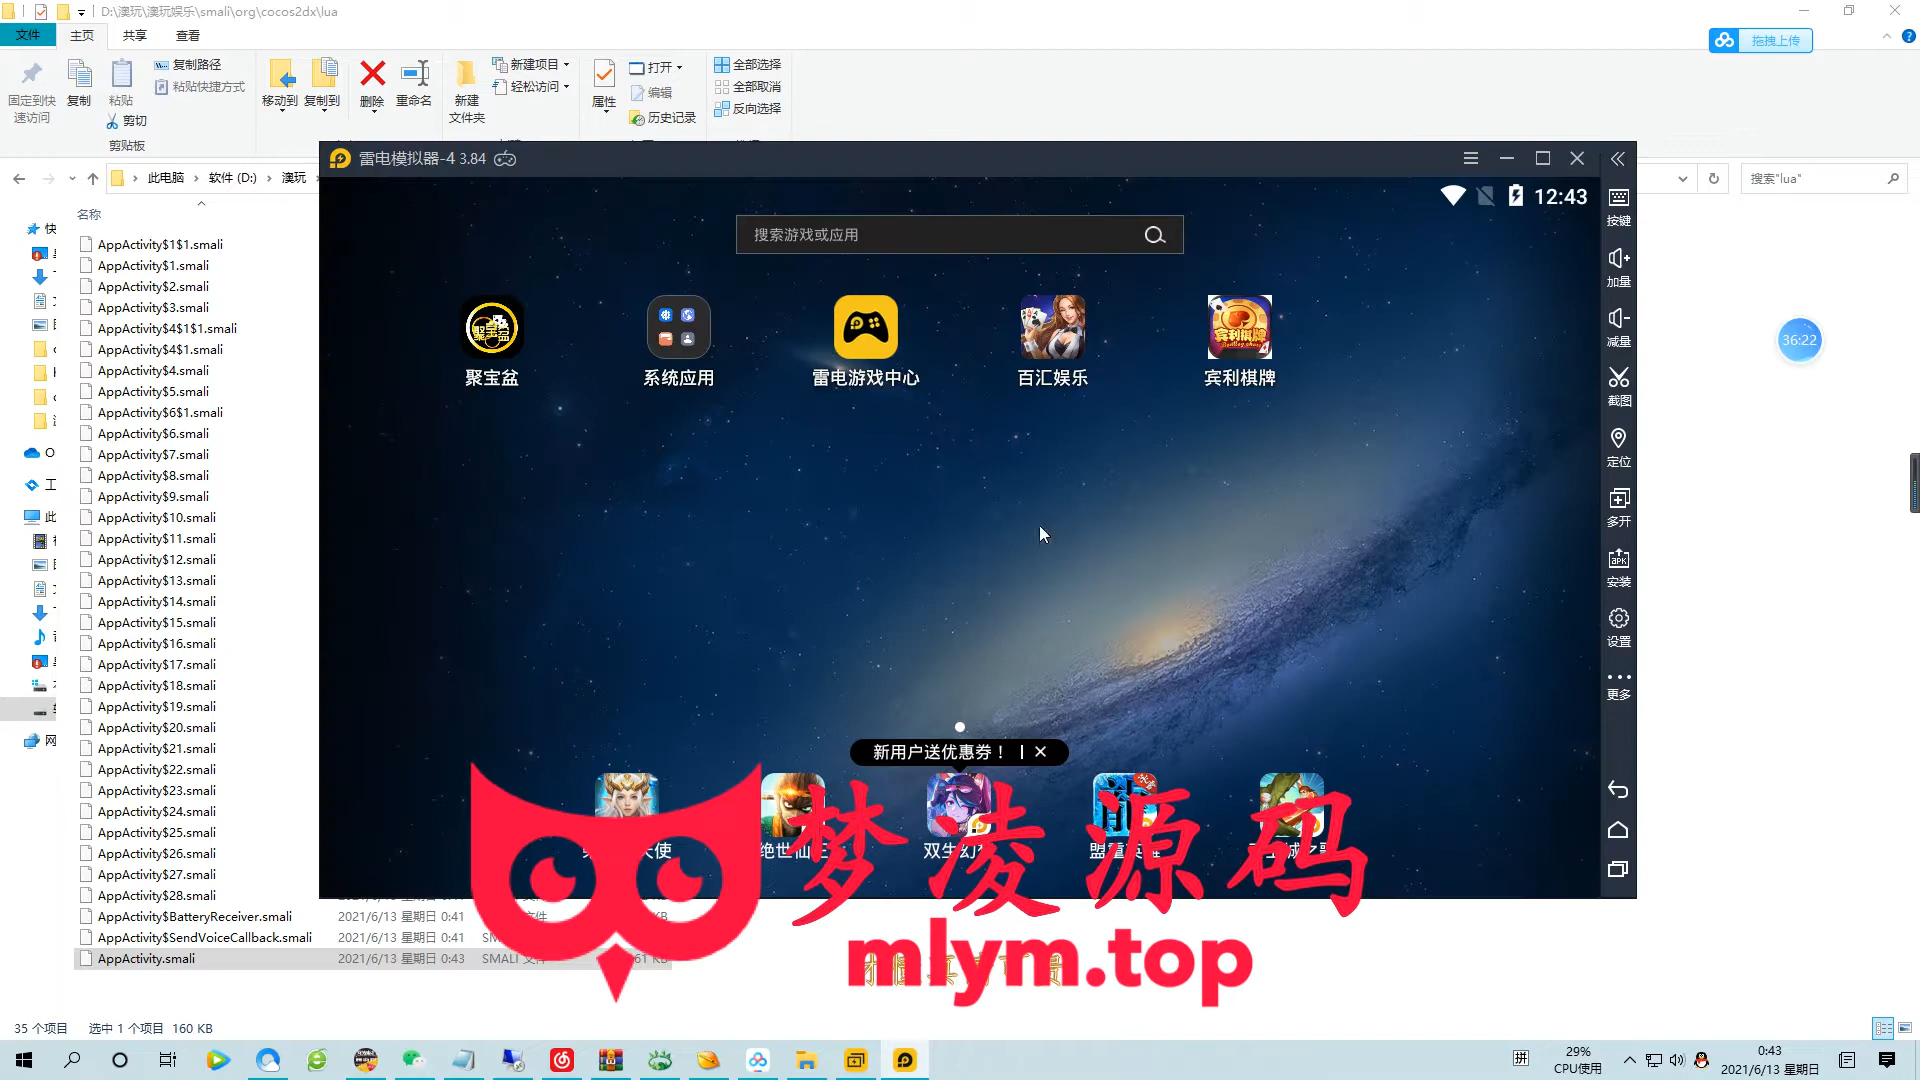 D:\澳玩\澳玩娱乐\smali\org\cocos2dx\lua
文件 主页 共享 查看
拖拽上传
固定到快速访问
复制
粘贴
复制路径
粘贴快捷方式
剪切
剪贴板
移动到
复制到
删除
重命名
新建文件夹
新建项目
轻松访问
属性
打开
编辑
历史记录
全部选择
全部取消
反向选择
此电脑 › 软件 (D:) › 澳玩
搜索"lua"
名称
AppActivity$1$1.smali
AppActivity$1.smali
AppActivity$2.smali
AppActivity$3.smali
AppActivity$4$1$1.smali
AppActivity$4$1.smali
AppActivity$4.smali
AppActivity$5.smali
AppActivity$6$1.smali
AppActivity$6.smali
AppActivity$7.smali
AppActivity$8.smali
AppActivity$9.smali
AppActivity$10.smali
AppActivity$11.smali
AppActivity$12.smali
AppActivity$13.smali
AppActivity$14.smali
AppActivity$15.smali
AppActivity$16.smali
AppActivity$17.smali
AppActivity$18.smali
AppActivity$19.smali
AppActivity$20.smali
AppActivity$21.smali
AppActivity$22.smali
AppActivity$23.smali
AppActivity$24.smali
AppActivity$25.smali
AppActivity$26.smali
AppActivity$27.smali
AppActivity$28.smali
AppActivity$BatteryReceiver.smali 2021/6/13 星期日 0:41
AppActivity$SendVoiceCallback.smali 2021/6/13 星期日 0:41
AppActivity.smali 2021/6/13 星期日 0:43 SMALI 文件
雷电模拟器-4 3.84
12:43
搜索游戏或应用
聚宝盆
系统应用
雷电游戏中心
百汇娱乐
宾利棋牌
新用户送优惠劵！
按键
加量
减量
截图
定位
多开
安装
设置
更多
36:22
梦凌源码
mlym.top
35 个项目 选中 1 个项目 160 KB
拼
29%
CPU使用
0:43
2021/6/13 星期日